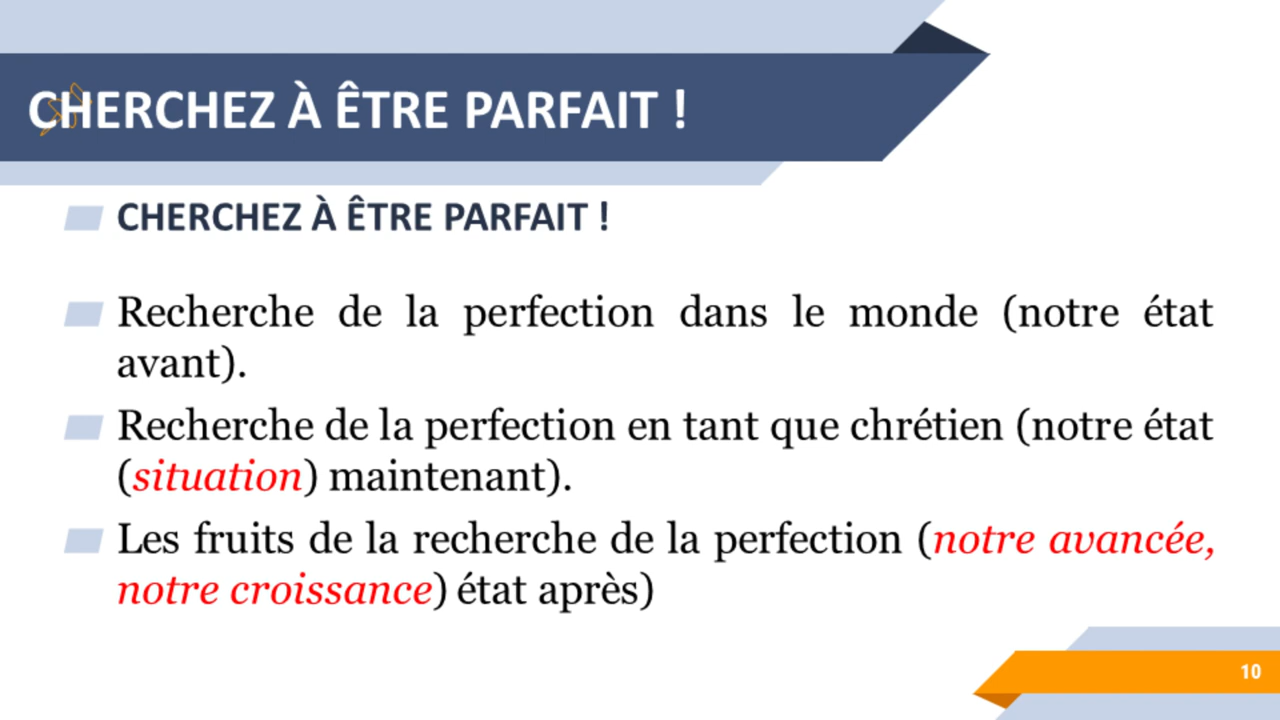 CHERCHEZ À ÊTRE PARFAIT !
CHERCHEZ À ÊTRE PARFAIT !
Recherche de la perfection dans le monde (notre état
avant).
Recherche de la perfection en tant que chrétien (notre état
(situation) maintenant).
Les fruits de la recherche de la perfection (notre avancée,
notre croissance) état après)
10